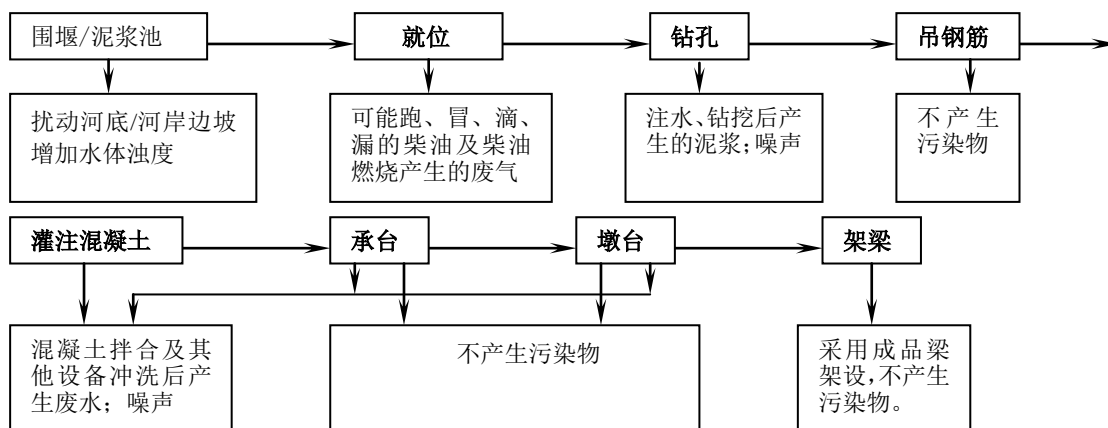 围堰/泥浆池
就位
钻孔
吊钢筋
扰动河底/河岸边坡
增加水体浊度
可能跑、冒、滴、
漏的柴油及柴油
燃烧产生的废气
注水、钻挖后产
生的泥浆;噪声
不产生
污染物
灌注混凝土
承台
墩台
架梁
混凝土拌合及其
他设备冲洗后产
生废水；噪声
不产生污染物
采用成品梁
架设,不产生
污染物。